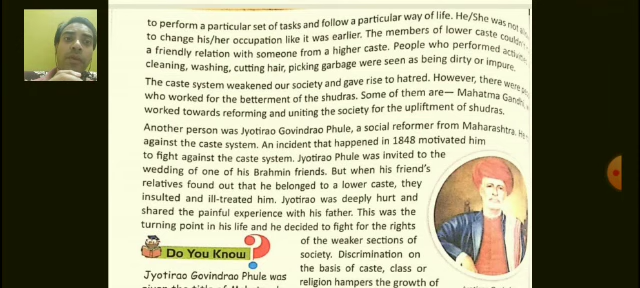 to perform a particular set of tasks and follow a particular way of life. He/She was not
to change his/her occupation like it was earlier. The members of lower caste
a friendly relation with someone from a higher caste. People who performed
cleaning, washing, cutting hair, picking garbage were seen as being dirty or impure.
The caste system weakened our society and gave rise to hatred. However, there were
who worked for the betterment of the shudras. Some of them are— Mahatma
worked towards reforming and uniting the society for the upliftment of shudras.
Another person was Jyotirao Govindrao Phule, a social reformer from Maharashtra.
against the caste system. An incident that happened in 1848 motivated him
to fight against the caste system. Jyotirao Phule was invited to the
wedding of one of his Brahmin friends. But when his friend's
relatives found out that he belonged to a lower caste, they
insulted and ill-treated him. Jyotirao was deeply hurt and
shared the painful experience with his father. This was the
turning point in his life and he decided to fight for the rights
of the weaker sections of
society. Discrimination on
the basis of caste, class or
religion hampers the growth of
Do You Know ?
Jyotirao Govindrao Phule was